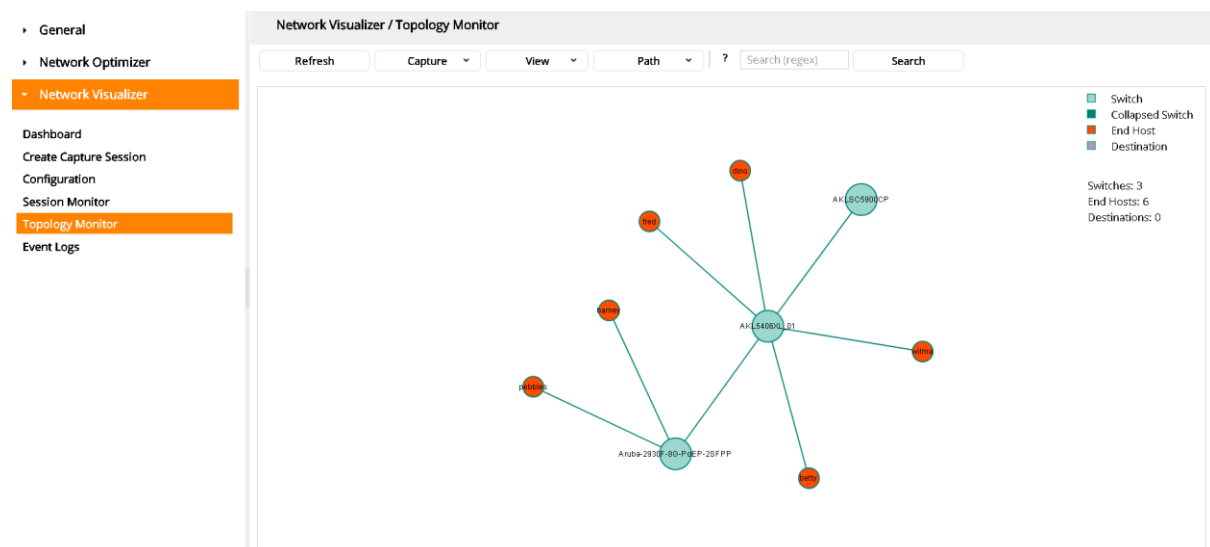 General
Network Optimizer
Network Visualizer
Dashboard
Create Capture Session
Configuration
Session Monitor
Topology Monitor
Event Logs
Network Visualizer / Topology Monitor
Refresh Capture View Path ? Search (regex) Search
Switch
Collapsed Switch
End Host
Destination
Switches: 3
End Hosts: 6
Destinations: 0
dino
AKLSC5900CP
fred
barney
AKL5406XL_01
wilma
pebbles
Aruba-2930F-8G-PoEP-2SFPP
betty